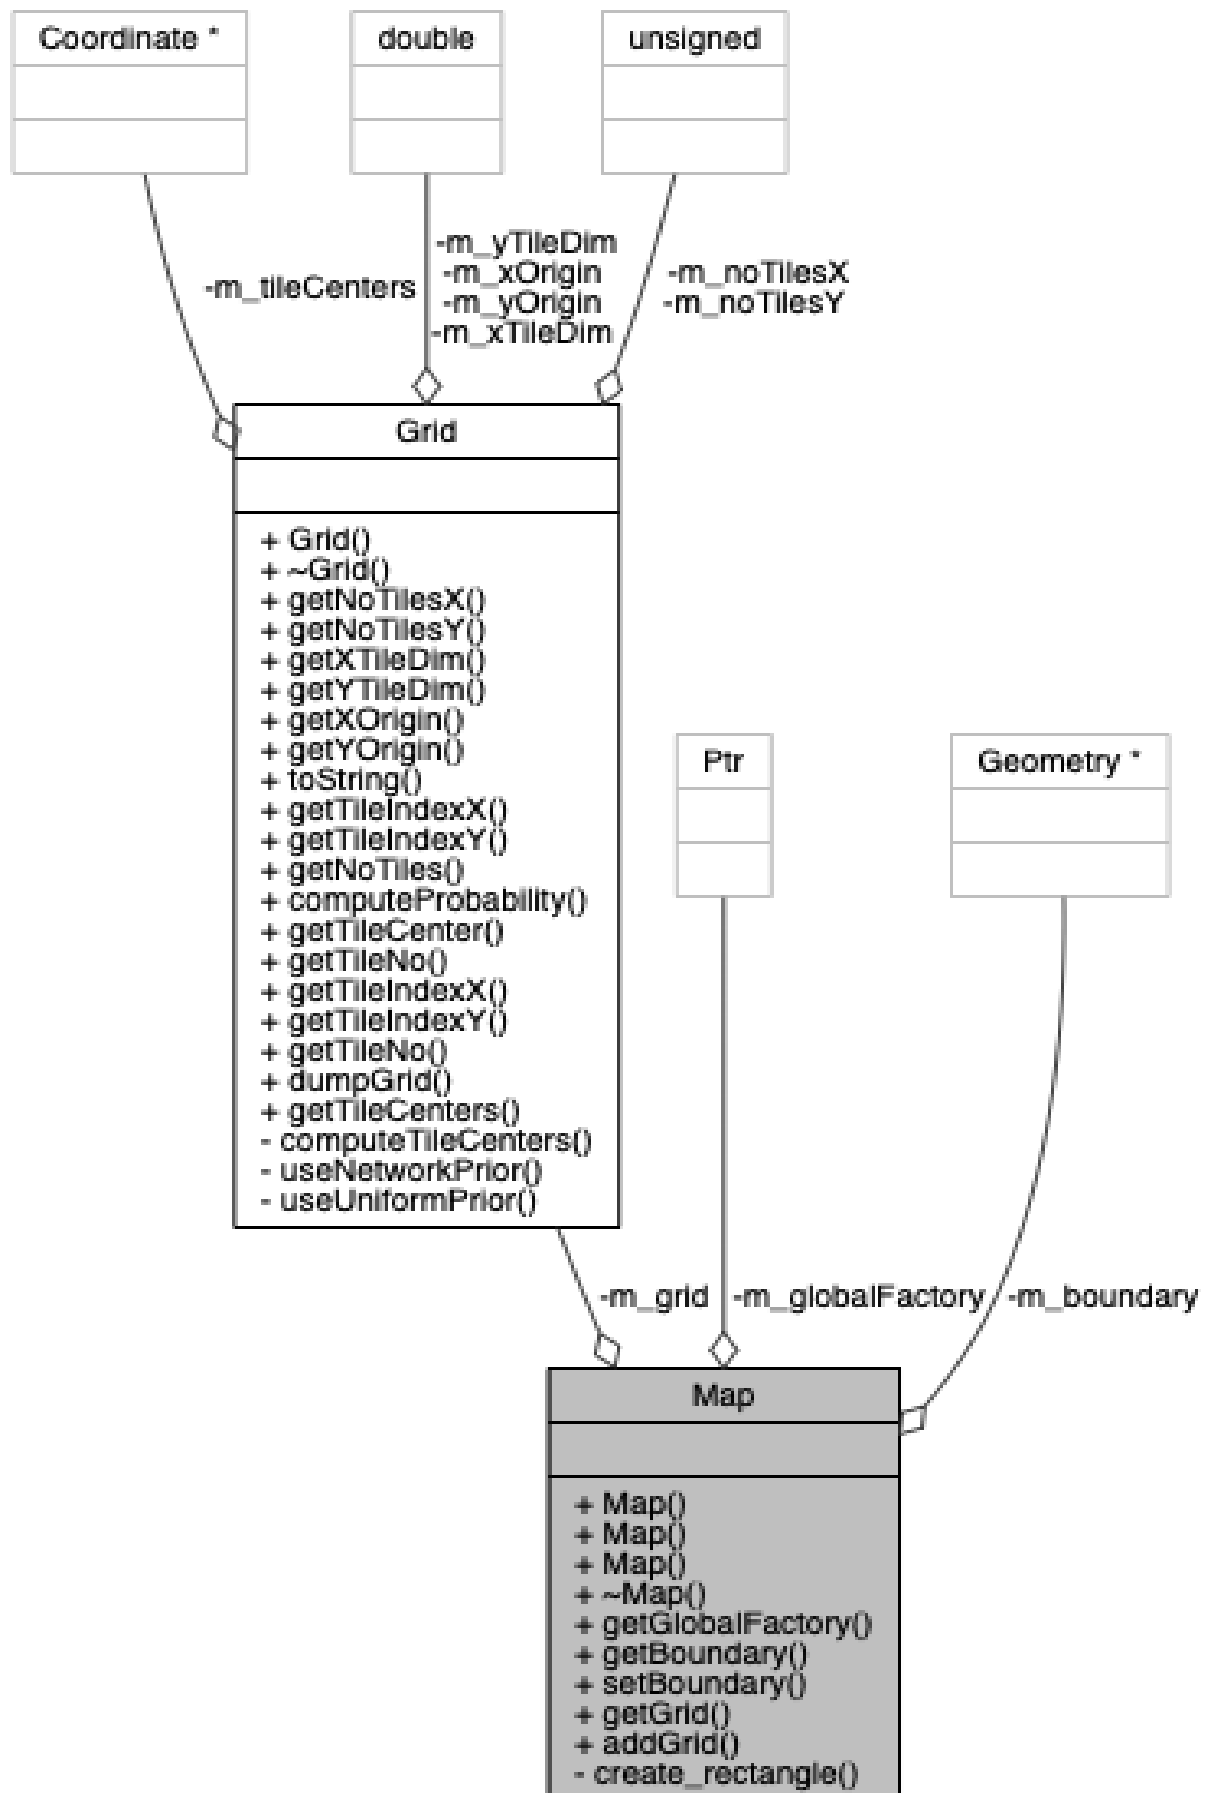 Coordinate *
double
unsigned
-m_tileCenters
-m_yTileDim
-m_xOrigin
-m_yOrigin
-m_xTileDim
-m_noTilesX
-m_noTilesY
Grid
+ Grid()
+ ~Grid()
+ getNoTilesX()
+ getNoTilesY()
+ getXTileDim()
+ getYTileDim()
+ getXOrigin()
+ getYOrigin()
+ toString()
+ getTileIndexX()
+ getTileIndexY()
+ getNoTiles()
+ computeProbability()
+ getTileCenter()
+ getTileNo()
+ getTileIndexX()
+ getTileIndexY()
+ getTileNo()
+ dumpGrid()
+ getTileCenters()
- computeTileCenters()
- useNetworkPrior()
- useUniformPrior()
Ptr
Geometry *
-m_grid
-m_globalFactory
-m_boundary
Map
+ Map()
+ Map()
+ Map()
+ ~Map()
+ getGlobalFactory()
+ getBoundary()
+ setBoundary()
+ getGrid()
+ addGrid()
- create_rectangle()